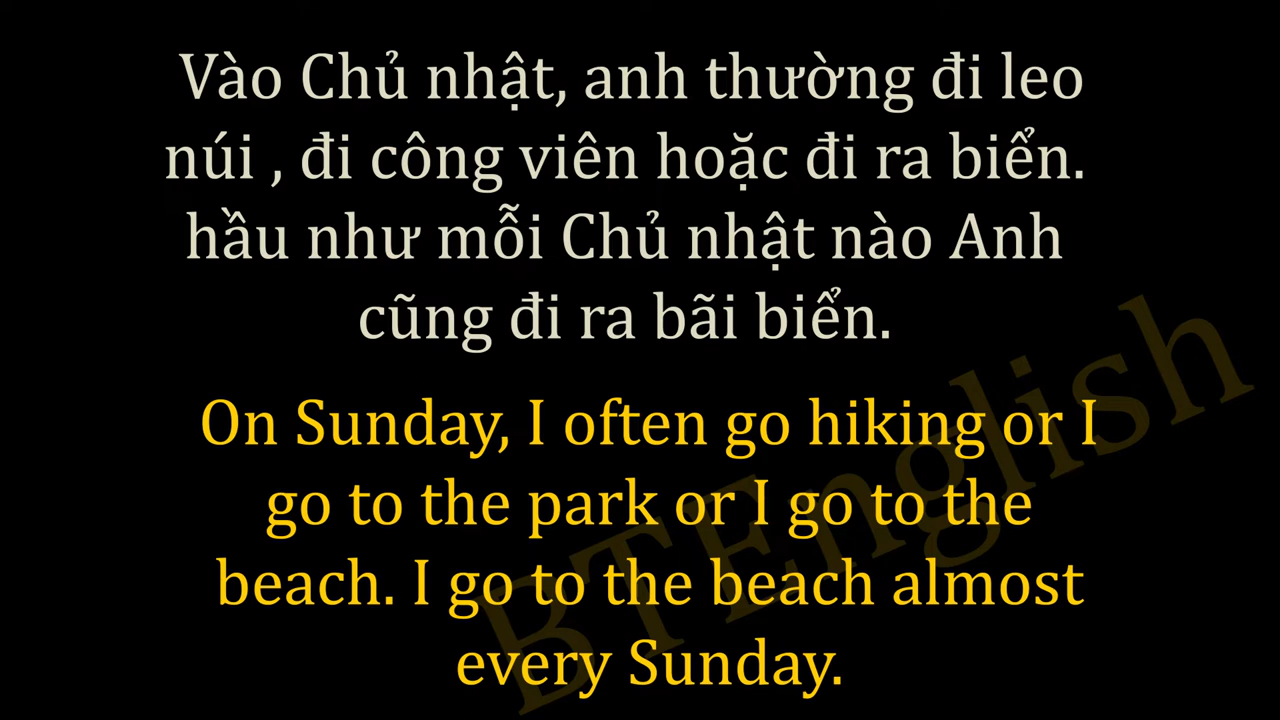 Vào Chủ nhật, anh thường đi leo
núi , đi công viên hoặc đi ra biển.
hầu như mỗi Chủ nhật nào Anh
cũng đi ra bãi biển.
On Sunday, I often go hiking or I
go to the park or I go to the
beach. I go to the beach almost
every Sunday.
BTEnglish